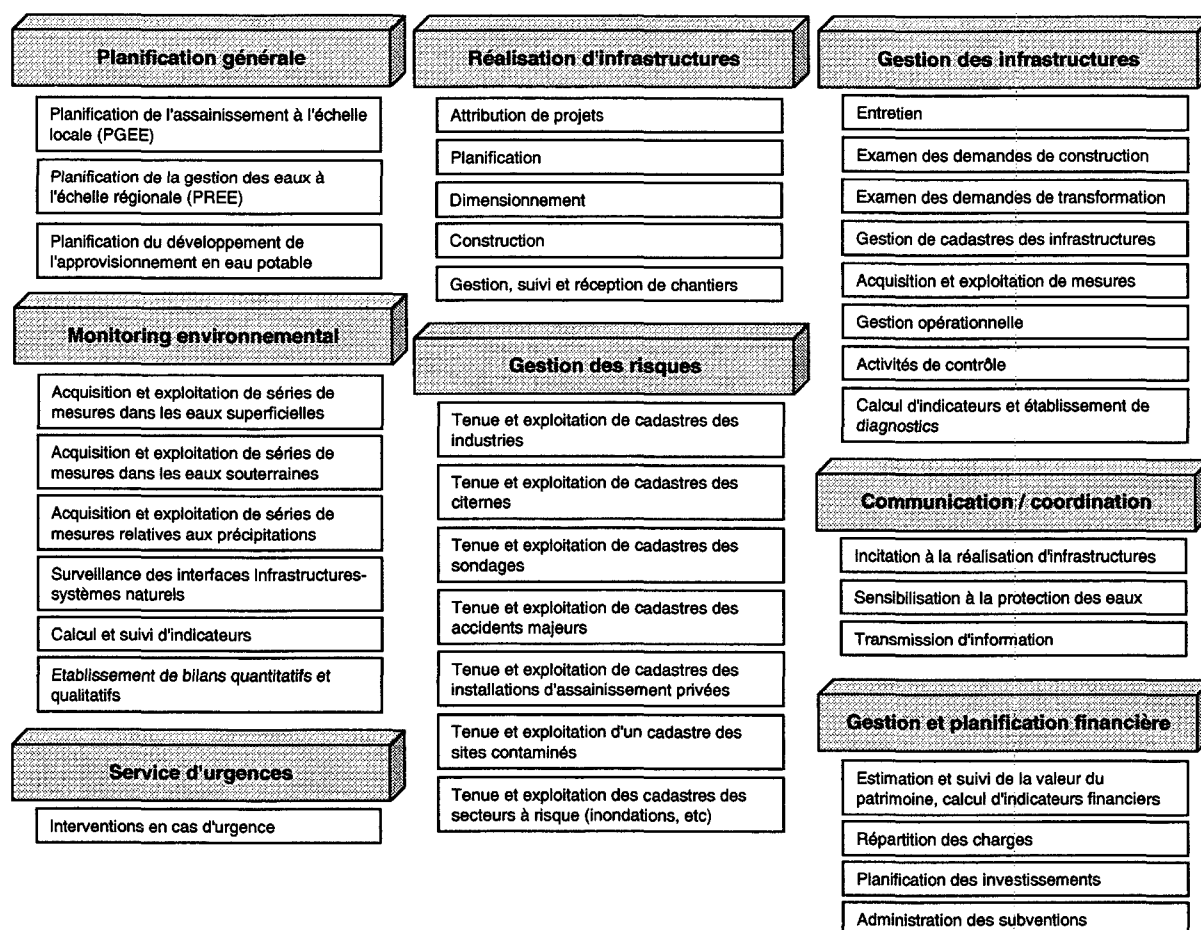 Planification générale
Planification de l'assainissement à l'échelle
locale (PGEE)
Planification de la gestion des eaux à
l'échelle régionale (PREE)
Planification du développement de
l'approvisionnement en eau potable
Monitoring environnemental
Acquisition et exploitation de séries de
mesures dans les eaux superficielles
Acquisition et exploitation de séries de
mesures dans les eaux souterraines
Acquisition et exploitation de séries de
mesures relatives aux précipitations
Surveillance des interfaces Infrastructures-
systèmes naturels
Calcul et suivi d'indicateurs
Etablissement de bilans quantitatifs et
qualitatifs
Service d'urgences
Interventions en cas d'urgence
Réalisation d'infrastructures
Attribution de projets
Planification
Dimensionnement
Construction
Gestion, suivi et réception de chantiers
Gestion des risques
Tenue et exploitation de cadastres des
industries
Tenue et exploitation de cadastres des
citernes
Tenue et exploitation de cadastres des
sondages
Tenue et exploitation de cadastres des
accidents majeurs
Tenue et exploitation de cadastres des
installations d'assainissement privées
Tenue et exploitation d'un cadastre des
sites contaminés
Tenue et exploitation des cadastres des
secteurs à risque (inondations, etc)
Gestion des infrastructures
Entretien
Examen des demandes de construction
Examen des demandes de transformation
Gestion de cadastres des infrastructures
Acquisition et exploitation de mesures
Gestion opérationnelle
Activités de contrôle
Calcul d'indicateurs et établissement de
diagnostics
Communication / coordination
Incitation à la réalisation d'infrastructures
Sensibilisation à la protection des eaux
Transmission d'information
Gestion et planification financière
Estimation et suivi de la valeur du
patrimoine, calcul d'indicateurs financiers
Répartition des charges
Planification des investissements
Administration des subventions